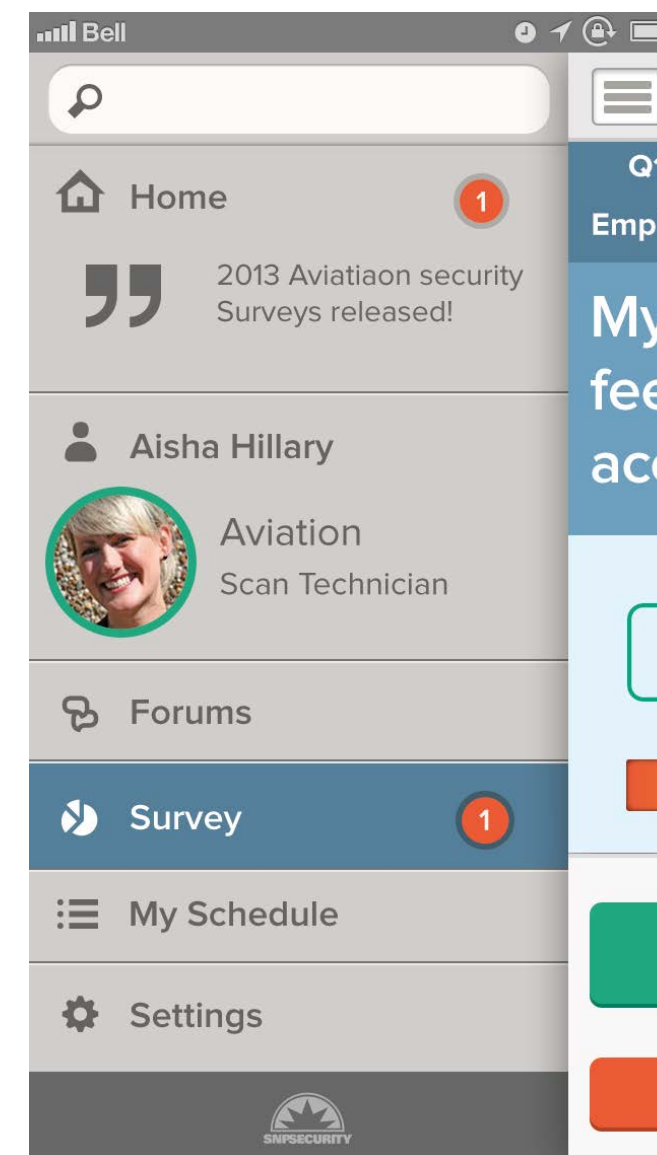 Bell
Home
1
2013 Aviatiaon security
Surveys released!
Aisha Hillary
Aviation
Scan Technician
Forums
Survey
1
My Schedule
Settings
SNPSECURITY
Q1
Emp
My
fee
acc